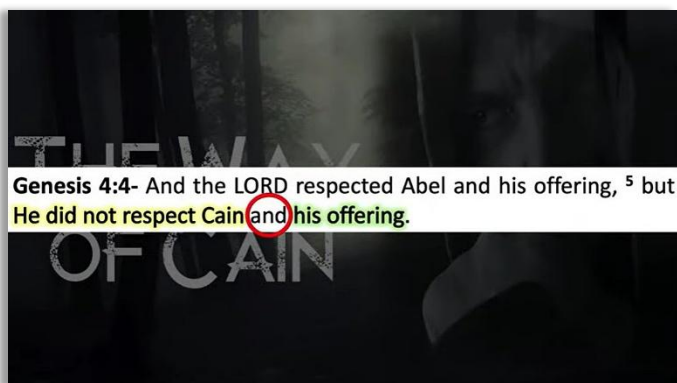 THE WAY
Genesis 4:4- And the LORD respected Abel and his offering, ⁵ but
He did not respect Cain and his offering.
OF CAIN